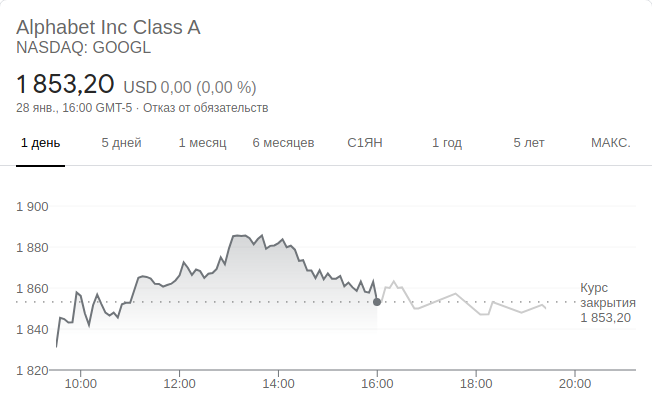 Alphabet Inc Class A
NASDAQ: GOOGL
1 853,20 USD 0,00 (0,00 %)
28 янв., 16:00 GMT-5 · Отказ от обязательств
1 день 5 дней 1 месяц 6 месяцев С1ЯН 1 год 5 лет МАКС.
1 900
1 880
1 860
1 840
1 820
Курс
закрытия
1 853,20
10:00 12:00 14:00 16:00 18:00 20:00